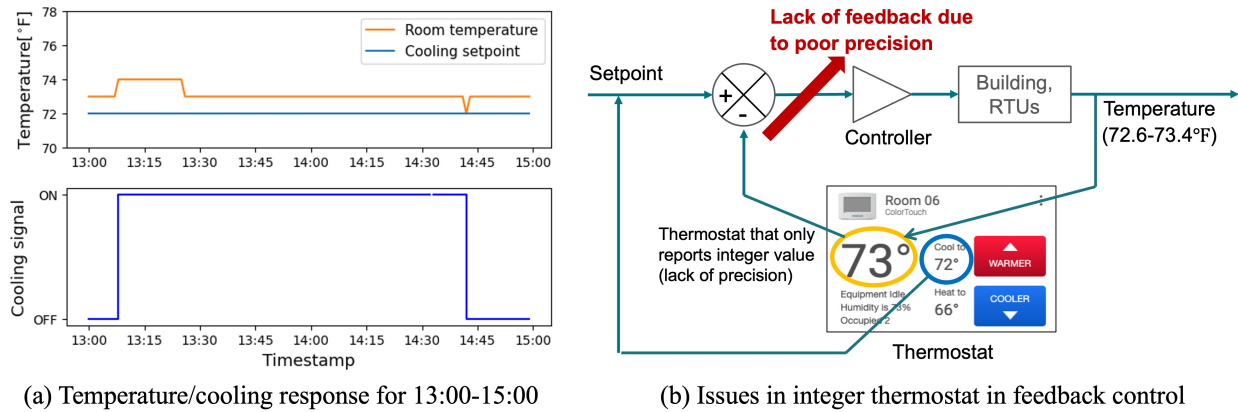 78
76
74
72
70
Temperature[°F]
Room temperature
Cooling setpoint
13:00 13:15 13:30 13:45 14:00 14:15 14:30 14:45 15:00
ON
OFF
Cooling signal
13:00 13:15 13:30 13:45 14:00 14:15 14:30 14:45 15:00
Timestamp
(a) Temperature/cooling response for 13:00-15:00
Lack of feedback due
to poor precision
Setpoint
+
-
Controller
Building,
RTUs
Temperature
(72.6-73.4°F)
Thermostat that only
reports integer value
(lack of precision)
Room 06
ColorTouch
73°
Cool to
72°
WARMER
Equipment Idle
Humidity is 73%
Occupied 2
Heat to
66°
COOLER
Thermostat
(b) Issues in integer thermostat in feedback control